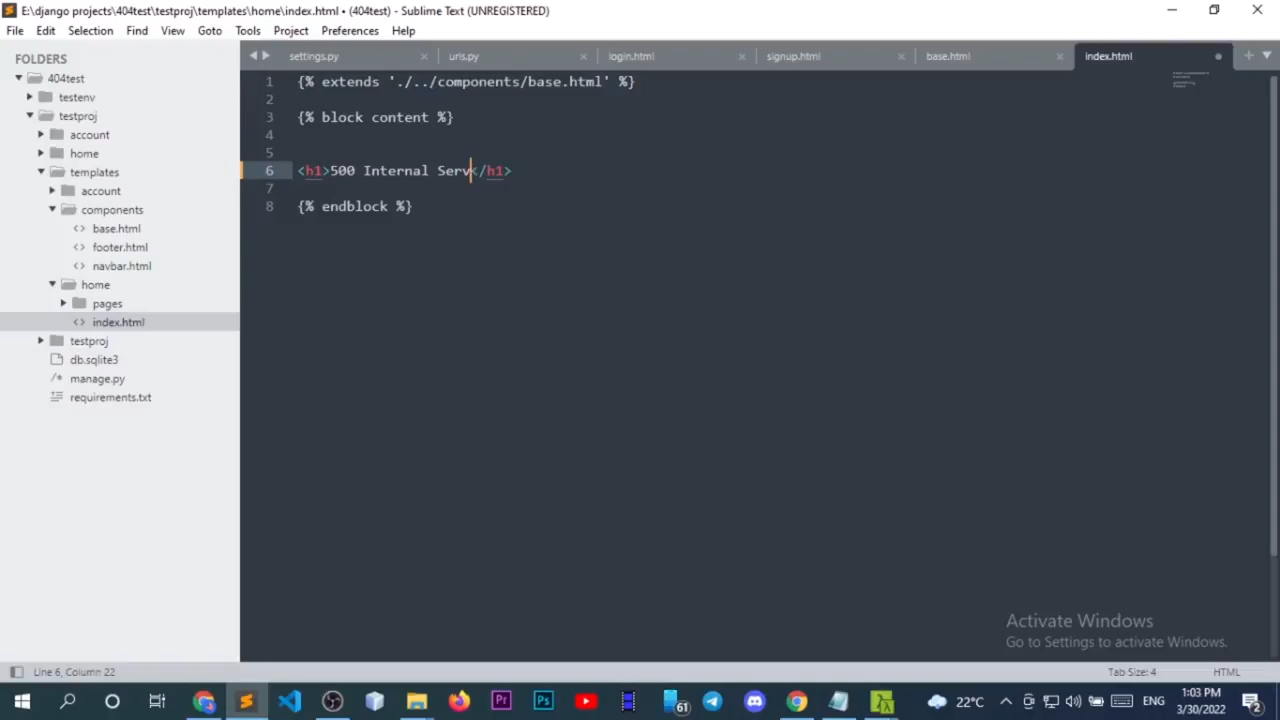 E:\django projects\404test\testproj\templates\home\index.html • (404test) - Sublime Text (UNREGISTERED)
File Edit Selection Find View Goto Tools Project Preferences Help
FOLDERS
404test
testenv
testproj
account
home
templates
account
components
base.html
footer.html
navbar.html
home
pages
index.html
testproj
db.sqlite3
manage.py
requirements.txt
settings.py urls.py login.html signup.html base.html index.html
1 {% extends './../components/base.html' %}
2
3 {% block content %}
4
5
6 <h1>500 Internal Serv</h1>
7
8 {% endblock %}
Activate Windows
Go to Settings to activate Windows.
Line 6, Column 22 Tab Size: 4 HTML
Pr Ps 61 22°C ENG 1:03 PM
3/30/2022 2